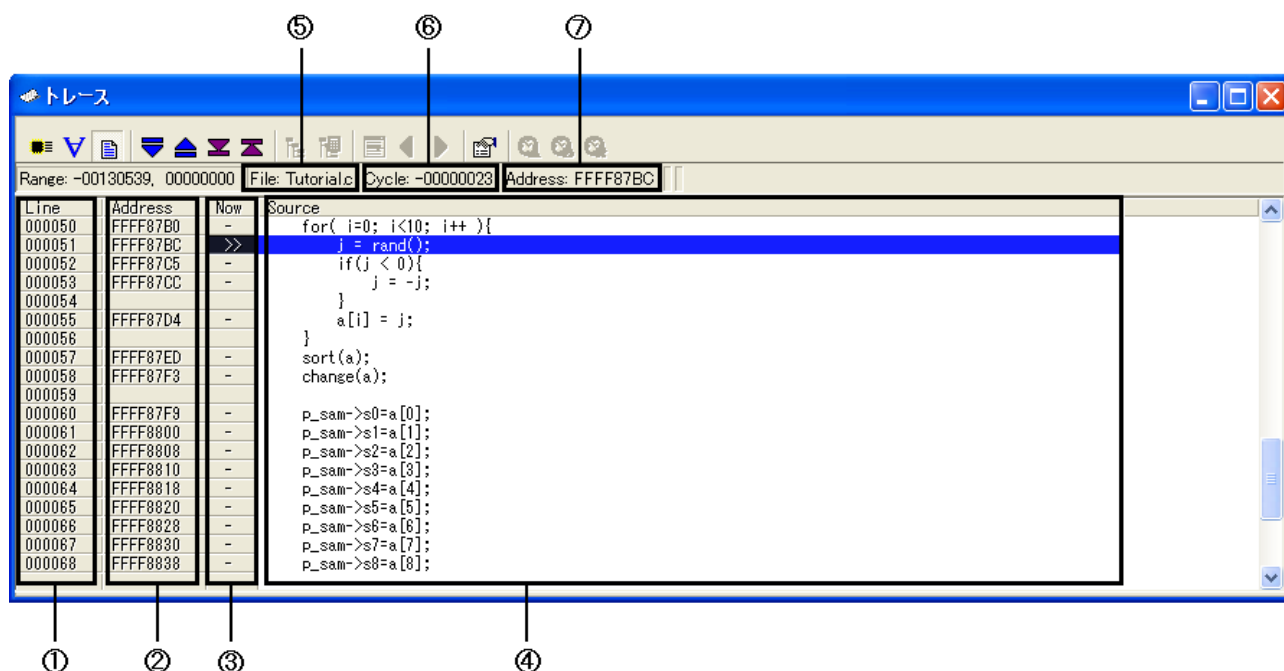 ⑤ ⑥ ⑦
トレース
Range: -00130539, 00000000 File: Tutorial.c Cycle: -00000023 Address: FFFF87BC
Line Address Now Source
000050 FFFF87B0 - for( i=0; i<10; i++ ){
000051 FFFF87BC >> j = rand();
000052 FFFF87C5 - if(j < 0){
000053 FFFF87CC - j = -j;
000054 }
000055 FFFF87D4 - a[i] = j;
000056 }
000057 FFFF87ED - sort(a);
000058 FFFF87F3 - change(a);
000059
000060 FFFF87F9 - p_sam->s0=a[0];
000061 FFFF8800 - p_sam->s1=a[1];
000062 FFFF8808 - p_sam->s2=a[2];
000063 FFFF8810 - p_sam->s3=a[3];
000064 FFFF8818 - p_sam->s4=a[4];
000065 FFFF8820 - p_sam->s5=a[5];
000066 FFFF8828 - p_sam->s6=a[6];
000067 FFFF8830 - p_sam->s7=a[7];
000068 FFFF8838 - p_sam->s8=a[8];
① ② ③ ④